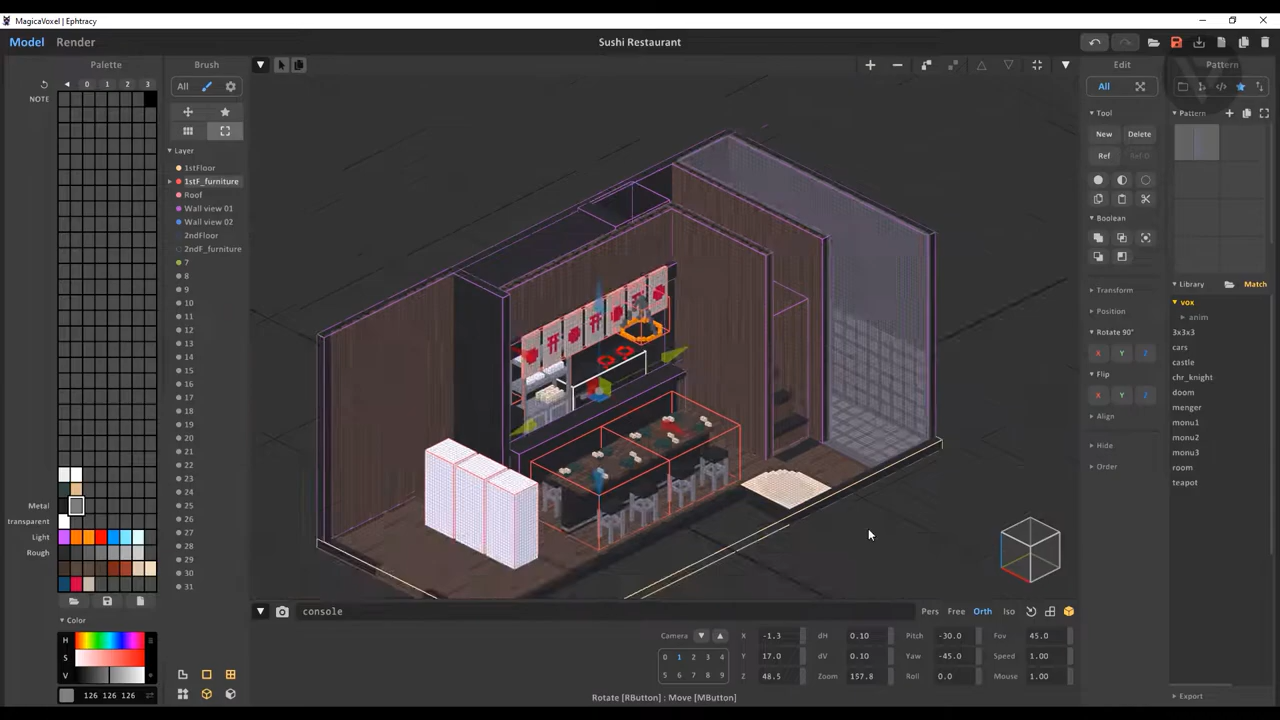 MagicaVoxel | Ephtracy
Model
Render
Sushi Restaurant
Palette
0 1 2 3
NOTE
Metal
transparent
Light
Rough
Color
H
S
V
126 126 126
Brush
All
Layer
1stFloor
1stF_furniture
Roof
Wall view 01
Wall view 02
2ndFloor
2ndF_furniture
7
8
9
10
11
12
13
14
15
16
17
18
19
20
21
22
23
24
25
26
27
28
29
30
31
console
Pers Free Orth Iso
Camera
0 1 2 3 4
5 6 7 8 9
X -1.3 dH 0.10 Pitch -30.0 Fov 45.0
Y 17.0 dV 0.10 Yaw -45.0 Speed 1.00
Z 48.5 Zoom 157.8 Roll 0.0 Mouse 1.00
Rotate [RButton] : Move [MButton]
Edit
All
Tool
New Delete
Ref Ref-D
Boolean
Transform
Position
Rotate 90°
X Y Z
Flip
X Y Z
Align
Hide
Order
Pattern
Pattern
Library Match
vox
anim
3x3x3
cars
castle
chr_knight
doom
menger
monu1
monu2
monu3
room
teapot
Export